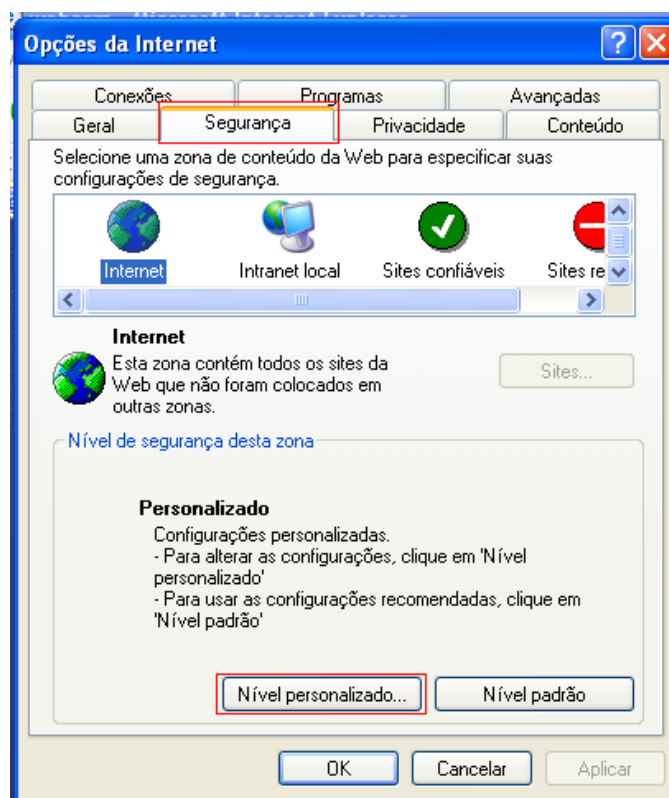 Opções da Internet
Conexões Programas Avançadas
Geral Segurança Privacidade Conteúdo
Selecione uma zona de conteúdo da Web para especificar suas
configurações de segurança.
Internet Intranet local Sites confiáveis Sites re
Internet
Esta zona contém todos os sites da
Web que não foram colocados em
outras zonas.
Sites...
Nível de segurança desta zona
Personalizado
Configurações personalizadas.
- Para alterar as configurações, clique em 'Nível
personalizado'
- Para usar as configurações recomendadas, clique em
'Nível padrão'
Nível personalizado... Nível padrão
OK Cancelar Aplicar